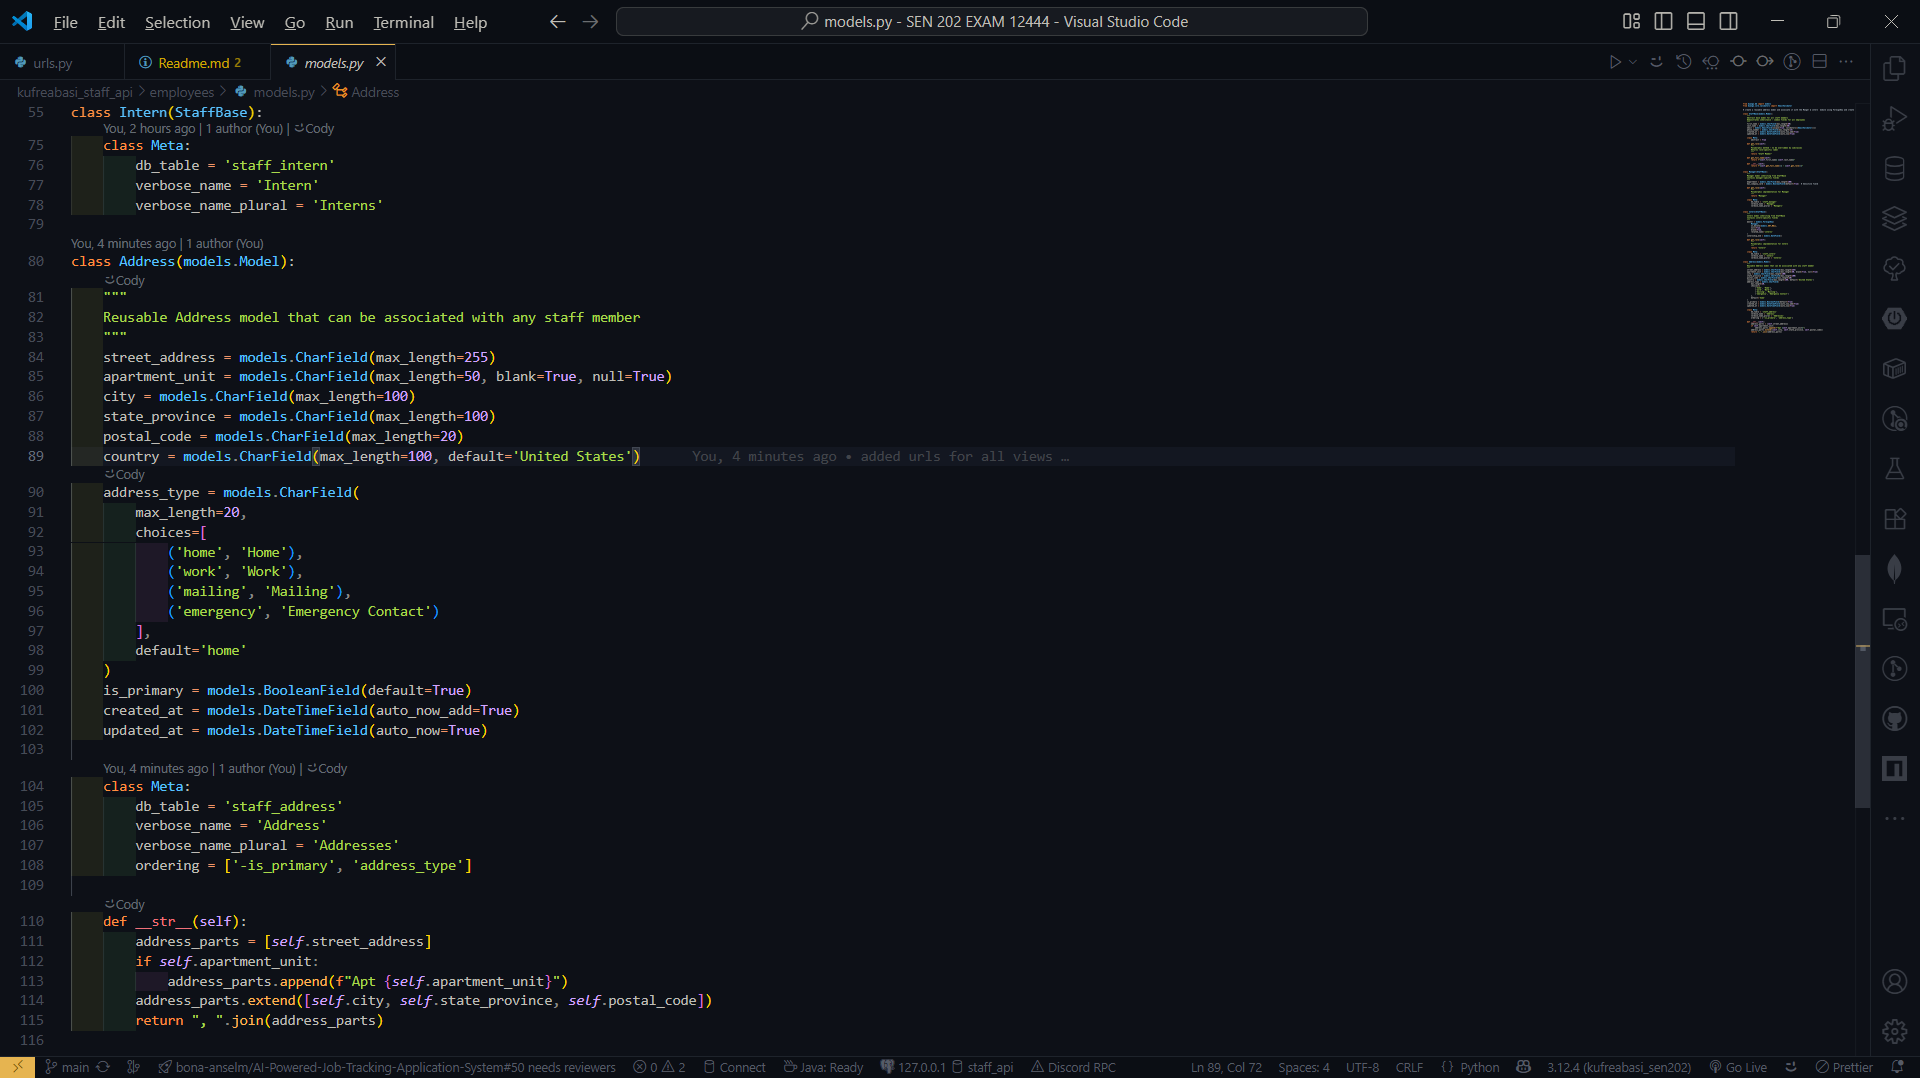 File Edit Selection View Go Run Terminal Help
models.py - SEN 202 EXAM 12444 - Visual Studio Code
urls.py
Readme.md 2
models.py
kufreabasi_staff_api > employees > models.py > Address
55 class Intern(StaffBase):
You, 2 hours ago | 1 author (You) | Cody
75 class Meta:
76 db_table = 'staff_intern'
77 verbose_name = 'Intern'
78 verbose_name_plural = 'Interns'
79
You, 4 minutes ago | 1 author (You)
80 class Address(models.Model):
Cody
81 """
82 Reusable Address model that can be associated with any staff member
83 """
84 street_address = models.CharField(max_length=255)
85 apartment_unit = models.CharField(max_length=50, blank=True, null=True)
86 city = models.CharField(max_length=100)
87 state_province = models.CharField(max_length=100)
88 postal_code = models.CharField(max_length=20)
89 country = models.CharField(max_length=100, default='United States') You, 4 minutes ago • added urls for all views …
Cody
90 address_type = models.CharField(
91 max_length=20,
92 choices=[
93 ('home', 'Home'),
94 ('work', 'Work'),
95 ('mailing', 'Mailing'),
96 ('emergency', 'Emergency Contact')
97 ],
98 default='home'
99 )
100 is_primary = models.BooleanField(default=True)
101 created_at = models.DateTimeField(auto_now_add=True)
102 updated_at = models.DateTimeField(auto_now=True)
103
You, 4 minutes ago | 1 author (You) | Cody
104 class Meta:
105 db_table = 'staff_address'
106 verbose_name = 'Address'
107 verbose_name_plural = 'Addresses'
108 ordering = ['-is_primary', 'address_type']
109
Cody
110 def __str__(self):
111 address_parts = [self.street_address]
112 if self.apartment_unit:
113 address_parts.append(f"Apt {self.apartment_unit}")
114 address_parts.extend([self.city, self.state_province, self.postal_code])
115 return ", ".join(address_parts)
116
main bona-anselm/AI-Powered-Job-Tracking-Application-System#50 needs reviewers 0 2 Connect Java: Ready 127.0.0.1 staff_api Discord RPC Ln 89, Col 72 Spaces: 4 UTF-8 CRLF { } Python 3.12.4 (kufreabasi_sen202) Go Live Prettier